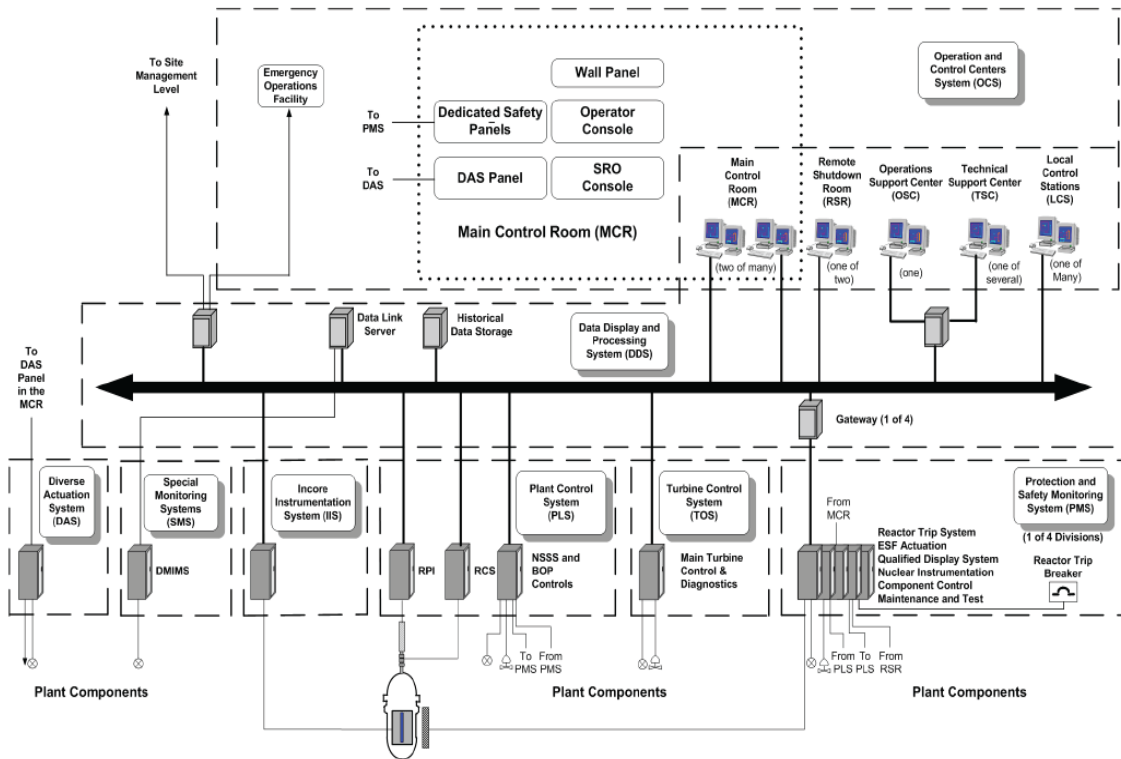 To Site
Management
Level
Emergency
Operations
Facility
Wall Panel
Operation and
Control Centers
System (OCS)
To
PMS
Dedicated Safety
–
Panels
Operator
Console
To
DAS
DAS Panel
SRO
Console
Main Control Room (MCR)
Main
Control
Room
(MCR)
Remote
Shutdown
Room
(RSR)
Operations
Support Center
(OSC)
Technical
Support Center
(TSC)
Local
Control
Stations
(LCS)
(two of many)
(one of
two)
(one)
(one of
several)
(one of
Many)
Data Link
Server
Historical
Data Storage
Data Display and
Processing
System (DDS)
To
DAS
Panel
in the
MCR
Gateway (1 of 4)
Diverse
Actuation
System
(DAS)
Special
Monitoring
Systems
(SMS)
Incore
Instrumentation
System (IIS)
Plant Control
System
(PLS)
Turbine Control
System
(TOS)
Protection and
Safety Monitoring
System (PMS)
(1 of 4 Divisions)
From
MCR
DMIMS
RPI
RCS
NSSS and
BOP
Controls
Main Turbine
Control &
Diagnostics
Reactor Trip System
ESF Actuation
Qualified Display System
Nuclear Instrumentation
Component Control
Maintenance and Test
Reactor Trip
Breaker
To
PMS
From
PMS
From
PLS
To
PLS
From
RSR
Plant Components
Plant Components
Plant Components